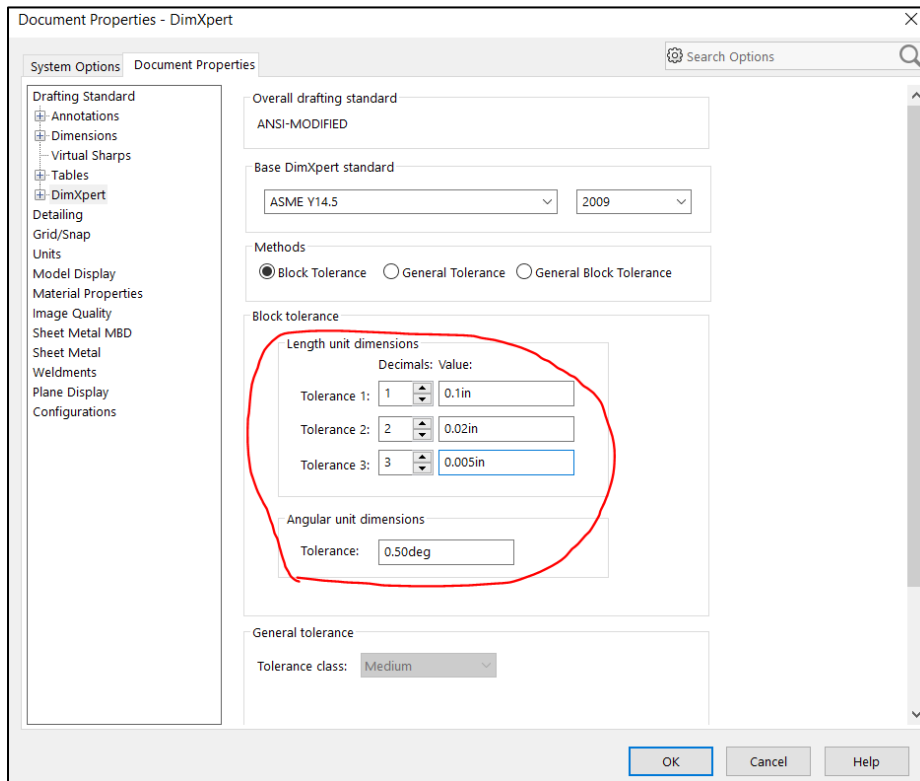 Document Properties - DimXpert
System Options
Document Properties
Search Options
Drafting Standard
Annotations
Dimensions
Virtual Sharps
Tables
DimXpert
Detailing
Grid/Snap
Units
Model Display
Material Properties
Image Quality
Sheet Metal MBD
Sheet Metal
Weldments
Plane Display
Configurations
Overall drafting standard
ANSI-MODIFIED
Base DimXpert standard
ASME Y14.5 2009
Methods
Block Tolerance General Tolerance General Block Tolerance
Block tolerance
Length unit dimensions
Decimals: Value:
Tolerance 1: 1 0.1in
Tolerance 2: 2 0.02in
Tolerance 3: 3 0.005in
Angular unit dimensions
Tolerance: 0.50deg
General tolerance
Tolerance class: Medium
OK Cancel Help